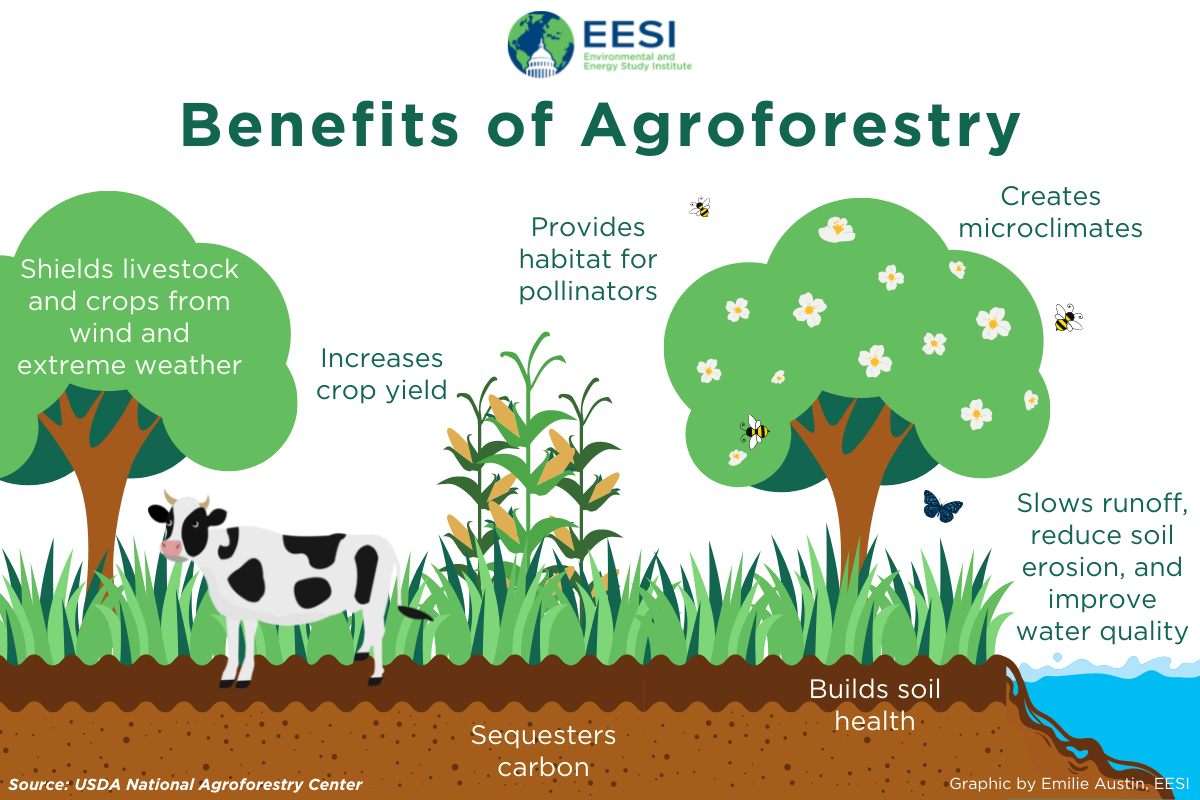 EESI
Environmental and
Energy Study Institute
Benefits of Agroforestry
Shields livestock
and crops from
wind and
extreme weather
Increases
crop yield
Provides
habitat for
pollinators
Creates
microclimates
Slows runoff,
reduce soil
erosion, and
improve
water quality
Builds soil
health
Sequesters
carbon
Source: USDA National Agroforestry Center
Graphic by Emilie Austin, EESI